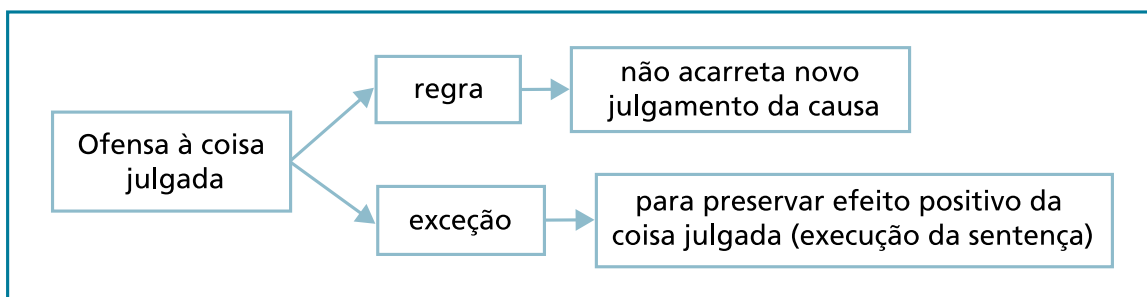 Ofensa à coisa
julgada
regra
não acarreta novo
julgamento da causa
exceção
para preservar efeito positivo da
coisa julgada (execução da sentença)